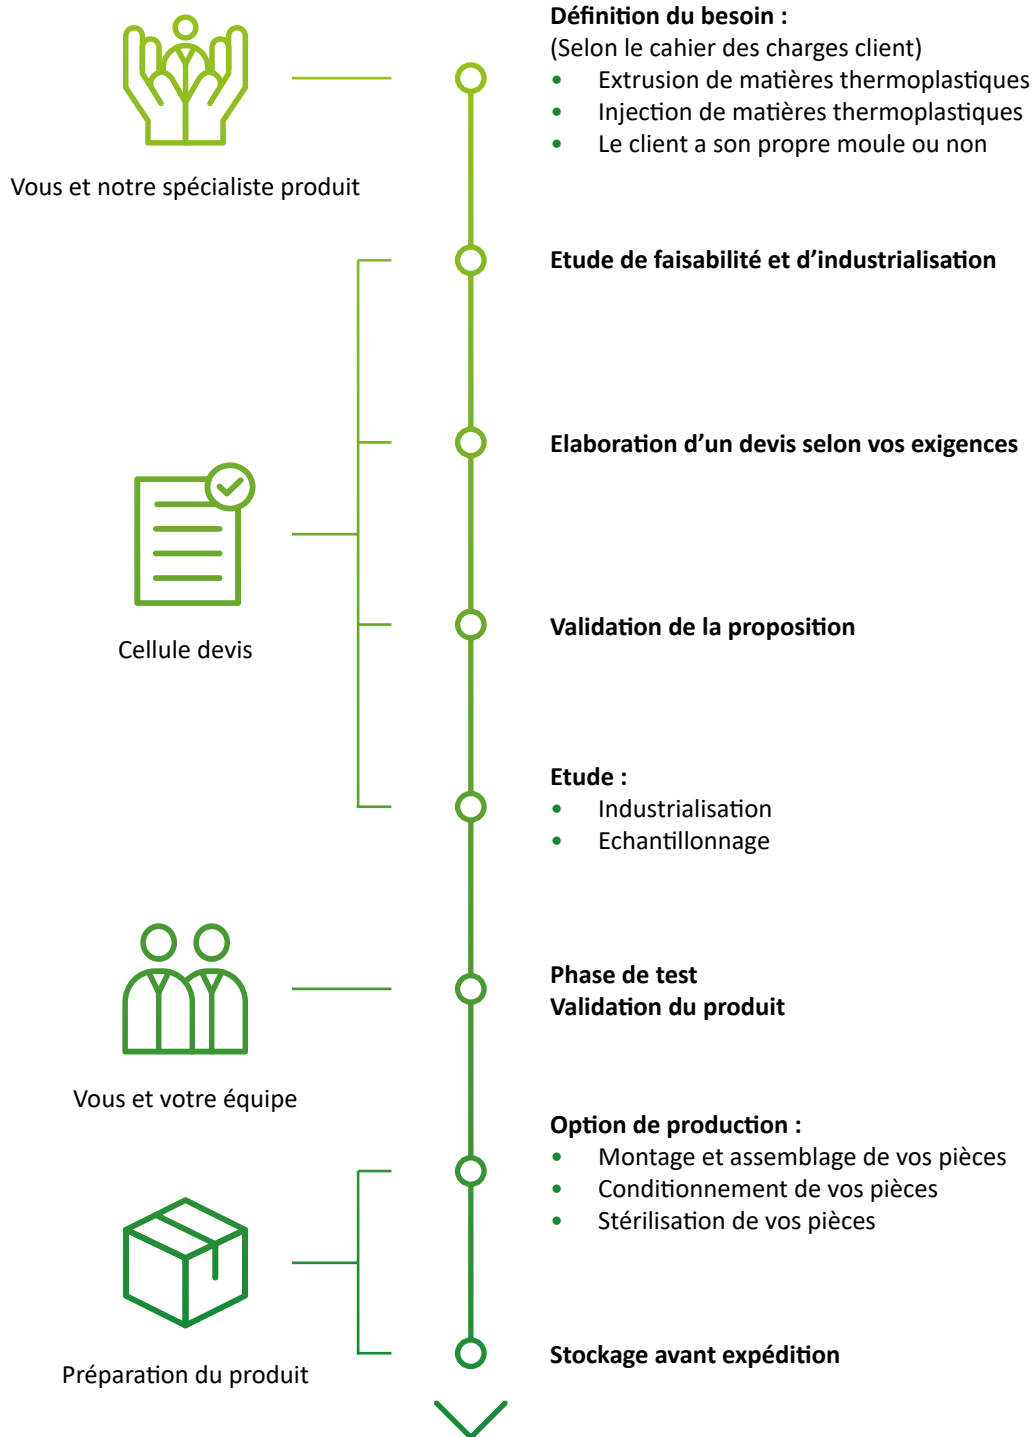 Définition du besoin :
(Selon le cahier des charges client)
• Extrusion de matières thermoplastiques
• Injection de matières thermoplastiques
• Le client a son propre moule ou non
Vous et notre spécialiste produit
Etude de faisabilité et d’industrialisation
Elaboration d’un devis selon vos exigences
Cellule devis
Validation de la proposition
Etude :
• Industrialisation
• Echantillonnage
Phase de test
Validation du produit
Vous et votre équipe
Option de production :
• Montage et assemblage de vos pièces
• Conditionnement de vos pièces
• Stérilisation de vos pièces
Préparation du produit
Stockage avant expédition